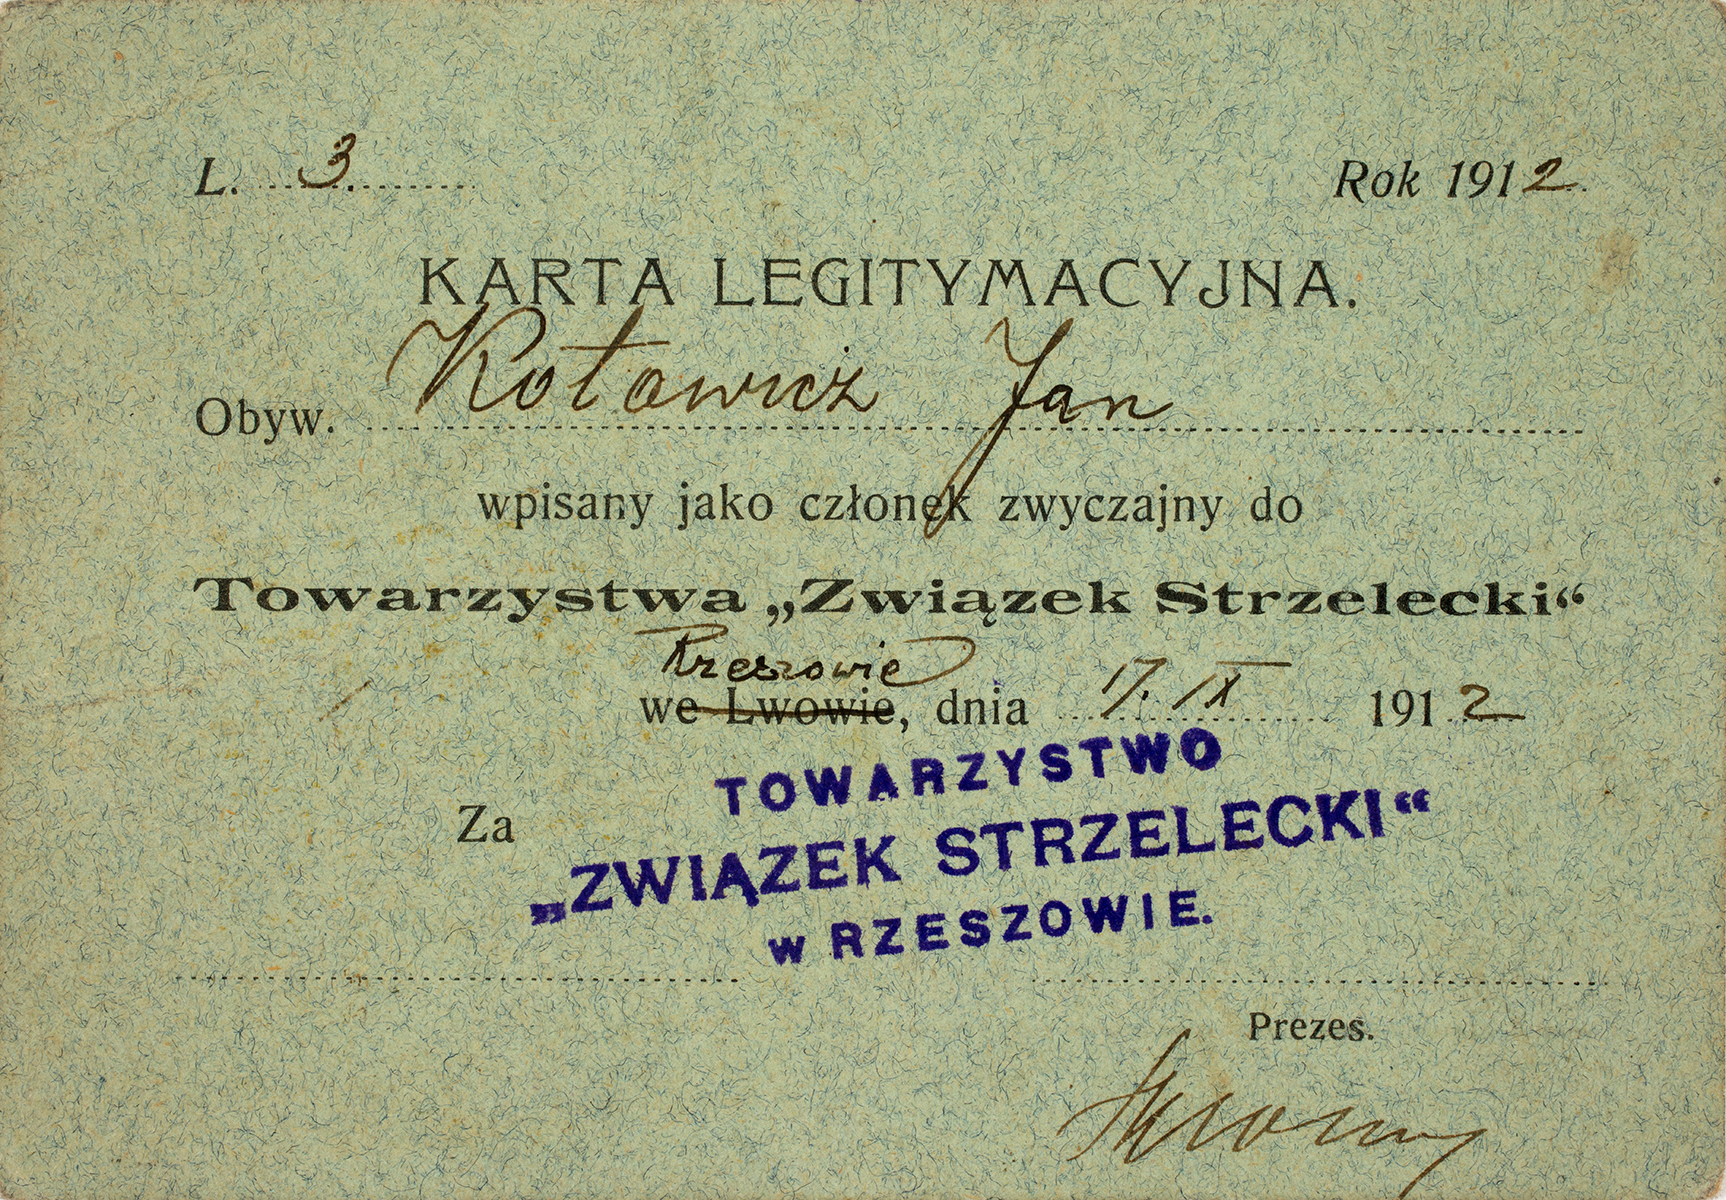 L. 3. Rok 1912.
KARTA LEGITYMACYJNA.
Obyw. Kotowicz Jan
wpisany jako członek zwyczajny do
Towarzystwa „Związek Strzelecki“
Rzeszowie
we Lwowie, dnia 17. IX 1912
TOWARZYSTWO
Za „ZWIĄZEK STRZELECKI“
W RZESZOWIE.
Prezes.